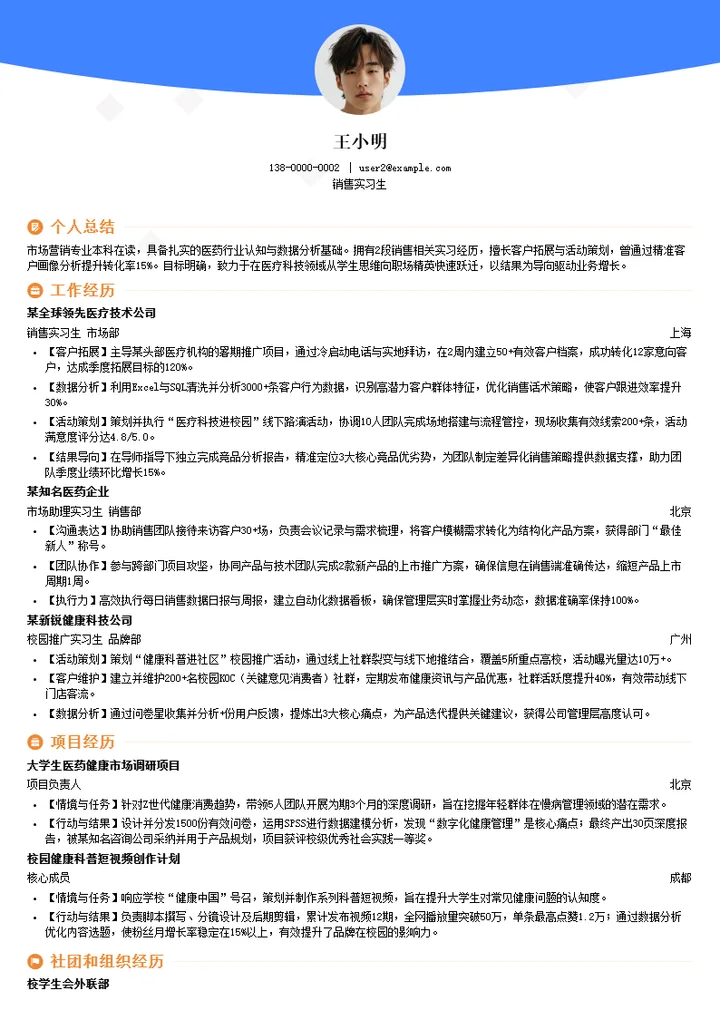 王小明
138-0000-0002 | user2@example.com
销售实习生
个人总结
市场营销专业本科在读，具备扎实的医药行业认知与数据分析基础。拥有2段销售相关实习经历，擅长客户拓展与活动策划，曾通过精准客
户画像分析提升转化率15%。目标明确，致力于在医疗科技领域从学生思维向职场精英快速跃迁，以结果为导向驱动业务增长。
工作经历
某全球领先医疗技术公司
销售实习生 市场部 上海
• 【客户拓展】主导某头部医疗机构的暑期推广项目，通过冷启动电话与实地拜访，在2周内建立50+有效客户档案，成功转化12家意向客
户，达成季度拓展目标的120%。
• 【数据分析】利用Excel与SQL清洗并分析3000+条客户行为数据，识别高潜力客户群体特征，优化销售话术策略，使客户跟进效率提升
30%。
• 【活动策划】策划并执行“医疗科技进校园”线下路演活动，协调10人团队完成场地搭建与流程管控，现场收集有效线索200+条，活动
满意度评分达4.8/5.0。
• 【结果导向】在导师指导下独立完成竞品分析报告，精准定位3大核心竞品优劣势，为团队制定差异化销售策略提供数据支撑，助力团
队季度业绩环比增长15%。
某知名医药企业
市场助理实习生 销售部 北京
• 【沟通表达】协助销售团队接待来访客户30+场，负责会议记录与需求梳理，将客户模糊需求转化为结构化产品方案，获得部门“最佳
新人”称号。
• 【团队协作】参与跨部门项目攻坚，协同产品与技术团队完成2款新产品的上市推广方案，确保信息在销售端准确传达，缩短产品上市
周期1周。
• 【执行力】高效执行每日销售数据日报与周报，建立自动化数据看板，确保管理层实时掌握业务动态，数据准确率保持100%。
某新锐健康科技公司
校园推广实习生 品牌部 广州
• 【活动策划】策划“健康科普进社区”校园推广活动，通过线上社群裂变与线下地推结合，覆盖5所重点高校，活动曝光量达10万+。
• 【客户维护】建立并维护200+名校园KOC（关键意见消费者）社群，定期发布健康资讯与产品优惠，社群活跃度提升40%，有效带动线下
门店客流。
• 【数据分析】通过问卷星收集并分析+份用户反馈，提炼出3大核心痛点，为产品迭代提供关键建议，获得公司管理层高度认可。
项目经历
大学生医药健康市场调研项目
项目负责人 北京
• 【情境与任务】针对Z世代健康消费趋势，带领5人团队开展为期3个月的深度调研，旨在挖掘年轻群体在慢病管理领域的潜在需求。
• 【行动与结果】设计并分发1500份有效问卷，运用SPSS进行数据建模分析，发现“数字化健康管理”是核心痛点；最终产出30页深度报
告，被某知名咨询公司采纳并用于产品规划，项目获评校级优秀社会实践一等奖。
校园健康科普短视频创作计划
核心成员 成都
• 【情境与任务】响应学校“健康中国”号召，策划并制作系列科普短视频，旨在提升大学生对常见健康问题的认知度。
• 【行动与结果】负责脚本撰写、分镜设计及后期剪辑，累计发布视频12期，全网播放量突破50万，单条最高点赞1.2万；通过数据分析
优化内容选题，使粉丝月增长率稳定在15%以上，有效提升了品牌在校园的影响力。
社团和组织经历
校学生会外联部